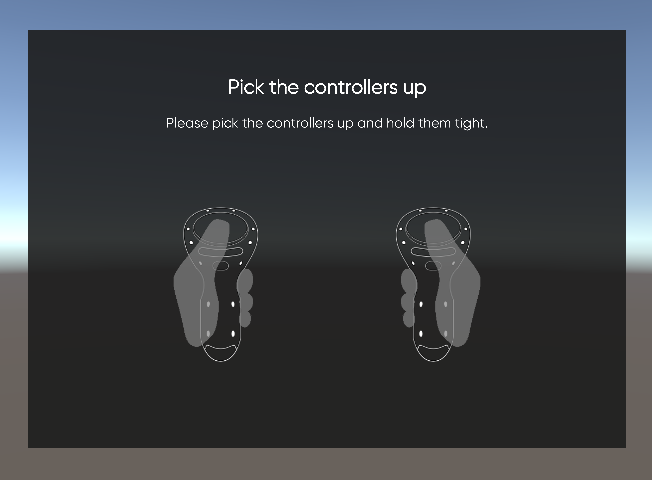 Pick the controllers up
Please pick the controllers up and hold them tight.